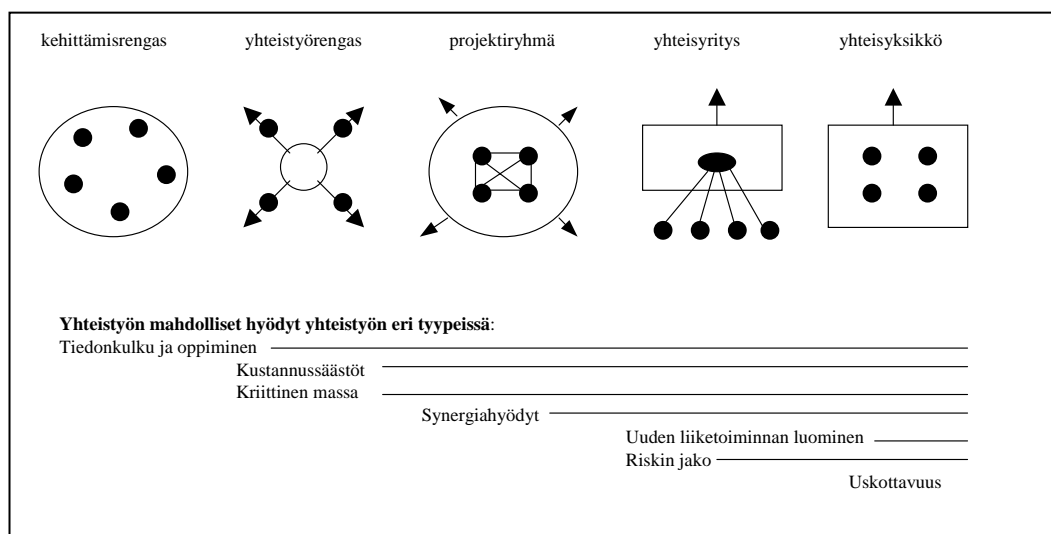 kehittämisrengas yhteistyörengas projektiryhmä yhteisyritys yhteisyksikkö
Yhteistyön mahdolliset hyödyt yhteistyön eri tyypeissä:
Tiedonkulku ja oppiminen
Kustannussäästöt
Kriittinen massa
Synergiahyödyt
Uuden liiketoiminnan luominen
Riskin jako
Uskottavuus